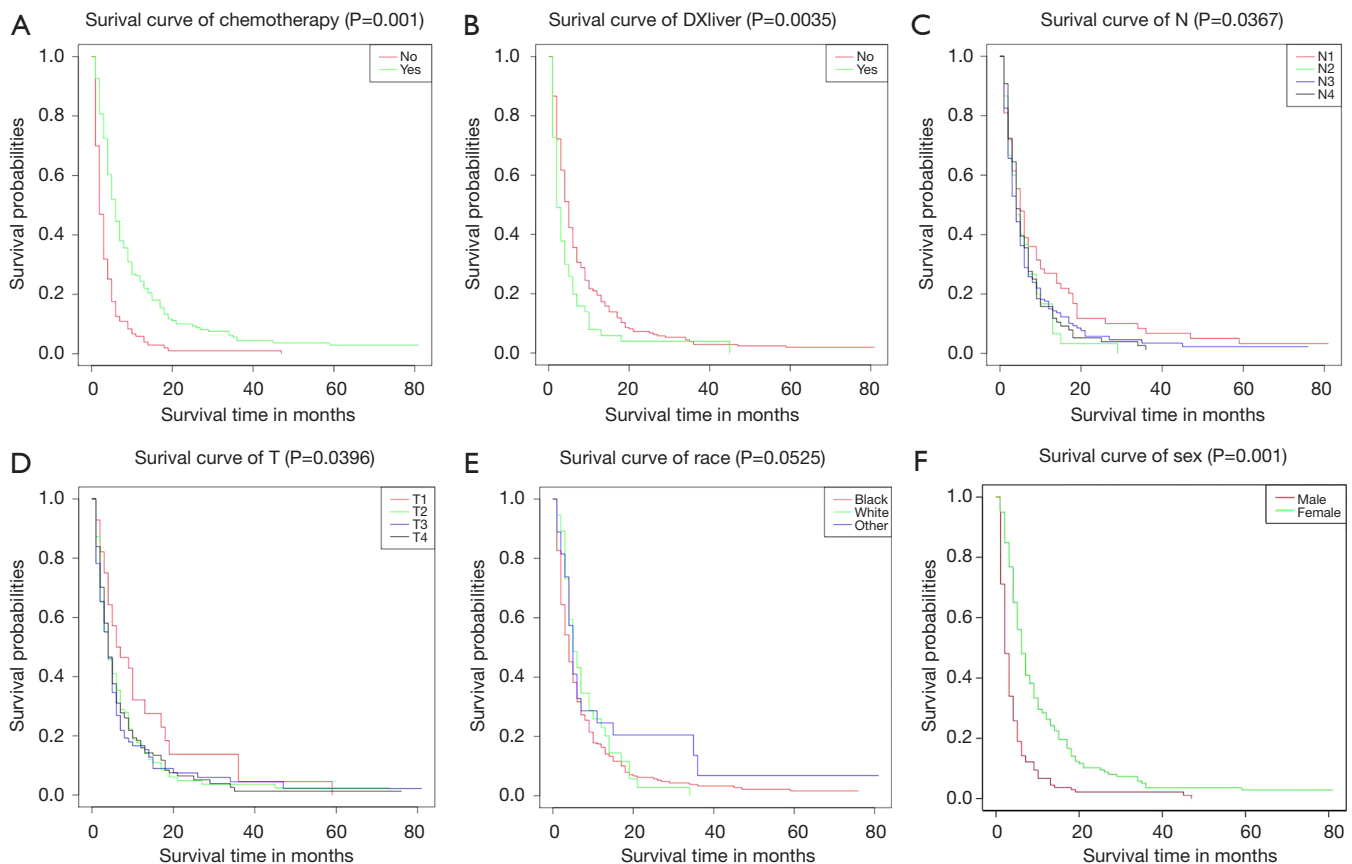 A
Surival curve of chemotherapy (P=0.001)
No
Yes
Survival probabilities
1.0
0.8
0.6
0.4
0.2
0.0
0 20 40 60 80
Survival time in months
B
Surival curve of DXliver (P=0.0035)
No
Yes
Survival probabilities
1.0
0.8
0.6
0.4
0.2
0.0
0 20 40 60 80
Survival time in months
C
Surival curve of N (P=0.0367)
N1
N2
N3
N4
Survival probabilities
1.0
0.8
0.6
0.4
0.2
0.0
0 20 40 60 80
Survival time in months
D
Surival curve of T (P=0.0396)
T1
T2
T3
T4
Survival probabilities
1.0
0.8
0.6
0.4
0.2
0.0
0 20 40 60 80
Survival time in months
E
Surival curve of race (P=0.0525)
Black
White
Other
Survival probabilities
1.0
0.8
0.6
0.4
0.2
0.0
0 20 40 60 80
Survival time in months
F
Surival curve of sex (P=0.001)
Male
Female
Survival probabilities
1.0
0.8
0.6
0.4
0.2
0.0
0 20 40 60 80
Survival time in months